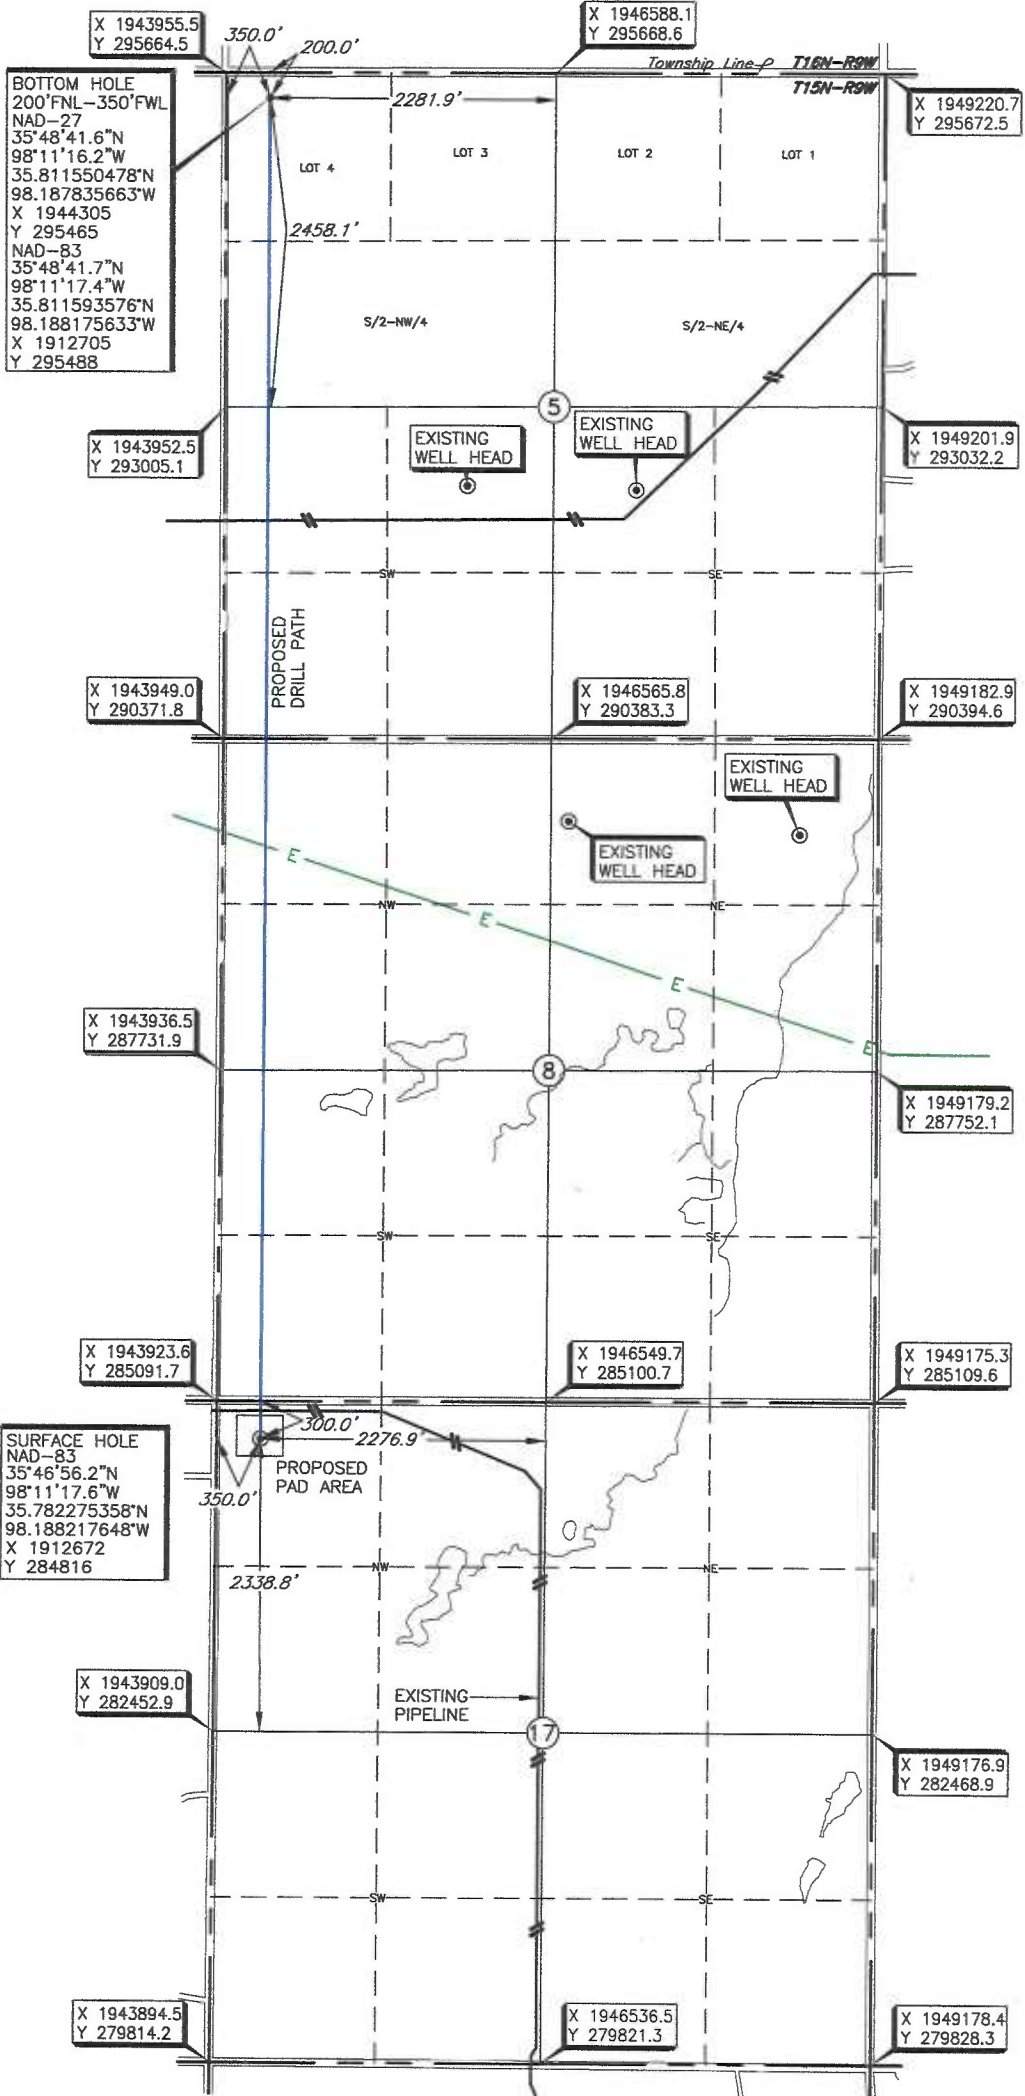 X 1943955.5
Y 295664.5
350.0'
200.0'
X 1946588.1
Y 295668.6
Township Line
T16N-R9W
T15N-R9W
X 1949220.7
Y 295672.5
BOTTOM HOLE
200'FNL-350'FWL
NAD-27
35°48'41.6"N
98°11'16.2"W
35.811550478°N
98.187835663°W
X 1944305
Y 295465
NAD-83
35°48'41.7"N
98°11'17.4"W
35.811593576°N
98.188175633°W
X 1912705
Y 295488
2281.9'
LOT 4
LOT 3
LOT 2
LOT 1
2458.1'
S/2-NW/4
S/2-NE/4
X 1943952.5
Y 293005.1
5
EXISTING
WELL HEAD
EXISTING
WELL HEAD
X 1949201.9
Y 293032.2
SW
SE
PROPOSED
DRILL PATH
X 1943949.0
Y 290371.8
X 1946565.8
Y 290383.3
X 1949182.9
Y 290394.6
EXISTING
WELL HEAD
EXISTING
WELL HEAD
E
NW
NE
E
E
E
X 1943936.5
Y 287731.9
8
X 1949179.2
Y 287752.1
SW
SE
X 1943923.6
Y 285091.7
X 1946549.7
Y 285100.7
X 1949175.3
Y 285109.6
SURFACE HOLE
NAD-83
35°46'56.2"N
98°11'17.6"W
35.782275358°N
98.188217648°W
X 1912672
Y 284816
300.0'
2276.9'
PROPOSED
PAD AREA
350.0'
NW
NE
2338.8'
X 1943909.0
Y 282452.9
EXISTING
PIPELINE
17
X 1949176.9
Y 282468.9
SW
SE
X 1943894.5
Y 279814.2
X 1946536.5
Y 279821.3
X 1949178.4
Y 279828.3